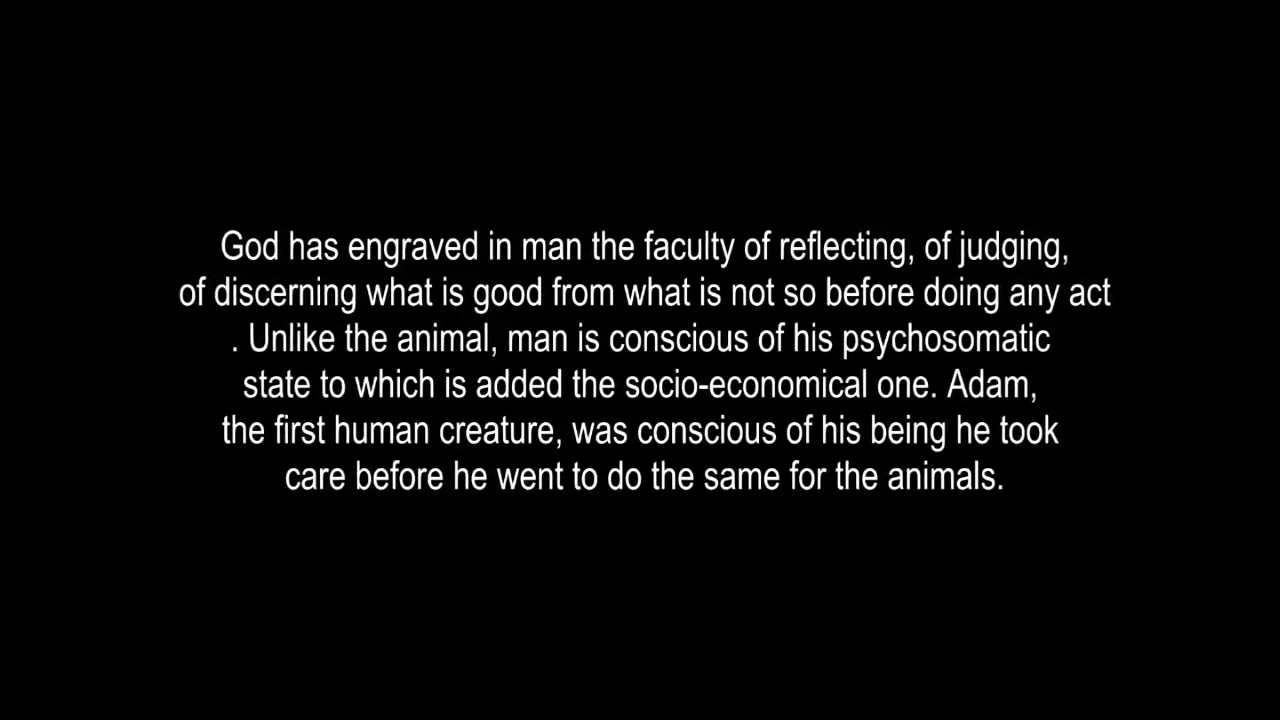 God has engraved in man the faculty of reflecting, of judging,
of discerning what is good from what is not so before doing any act
. Unlike the animal, man is conscious of his psychosomatic
state to which is added the socio-economical one. Adam,
the first human creature, was conscious of his being he took
care before he went to do the same for the animals.